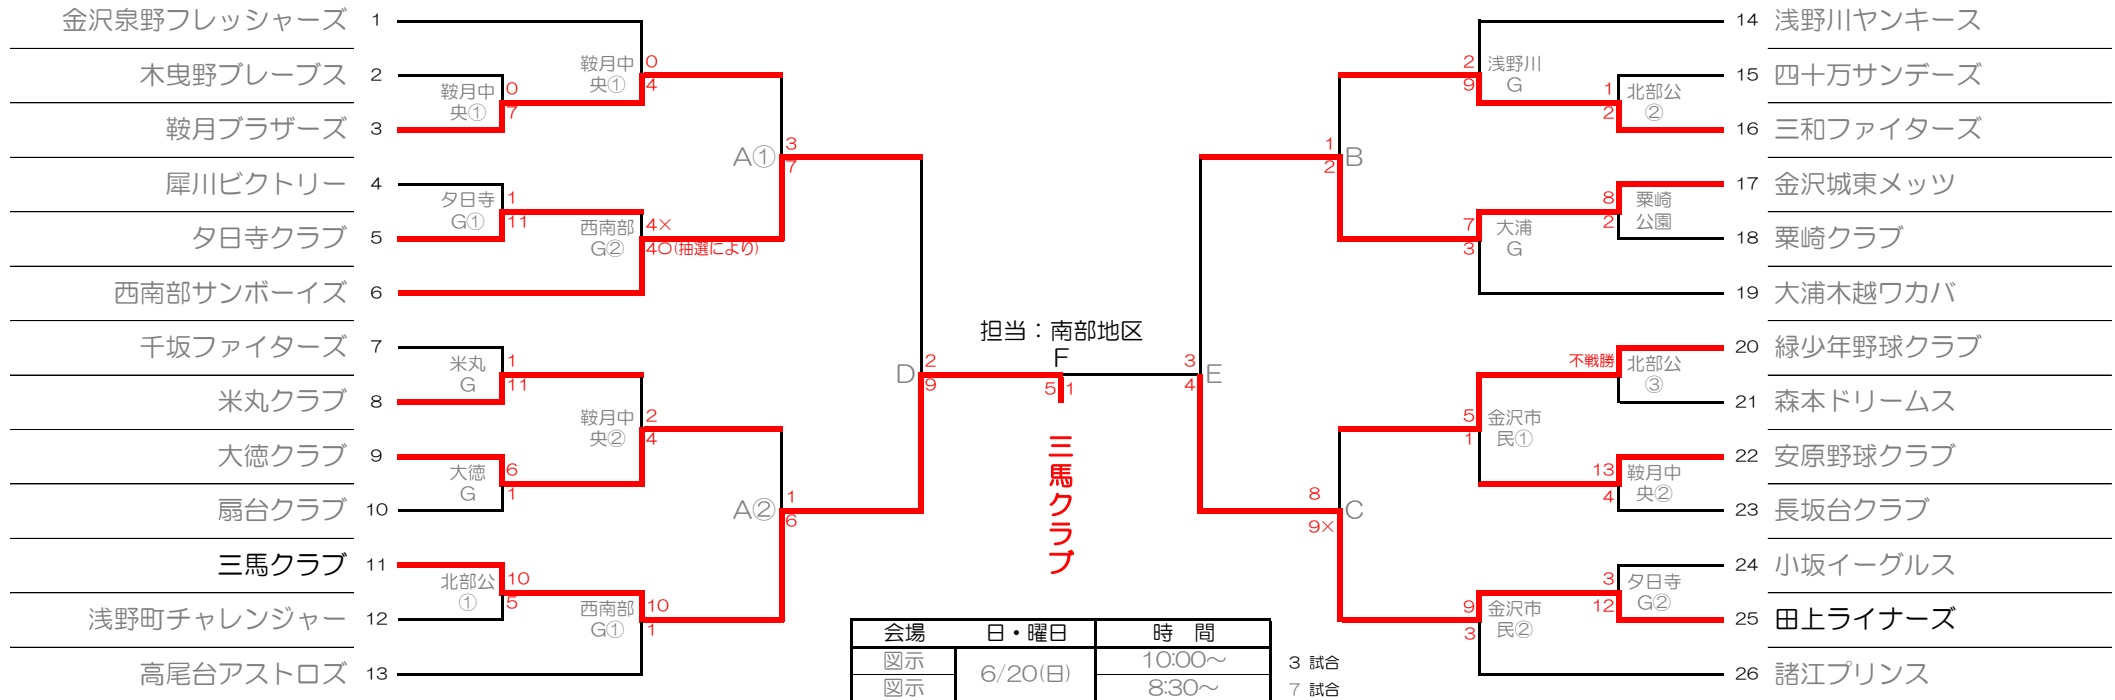 金沢泉野フレッシャーズ 1
木曳野ブレーブス 2
鞍月ブラザーズ 3
犀川ビクトリー 4
夕日寺クラブ 5
西南部サンボーイズ 6
千坂ファイターズ 7
米丸クラブ 8
大徳クラブ 9
扇台クラブ 10
三馬クラブ 11
浅野町チャレンジャー 12
高尾台アストロズ 13
鞍月中
央①
0
7
夕日寺
G①
1
11
米丸
G
1
11
大徳
G
6
1
北部公
①
10
5
鞍月中
央①
0
4
西南部
G②
4×
4○(抽選により)
鞍月中
央②
2
4
西南部
G①
10
1
A①
3
7
A②
1
6
D
2
9
担当：南部地区
F
5 1
三馬クラブ
3
4
E
1
2
B
8
9×
C
2
9
浅野川
G
7
3
大浦
G
5
1
金沢市
民①
9
3
金沢市
民②
1
2
北部公
②
8
2
粟崎
公園
不戦勝
北部公
③
13
4
鞍月中
央②
3
12
夕日寺
G②
14 浅野川ヤンキース
15 四十万サンデーズ
16 三和ファイターズ
17 金沢城東メッツ
18 粟崎クラブ
19 大浦木越ワカバ
20 緑少年野球クラブ
21 森本ドリームス
22 安原野球クラブ
23 長坂台クラブ
24 小坂イーグルス
25 田上ライナーズ
26 諸江プリンス
会場 日・曜日 時 間
図示 6/20(日) 10:00～ 3 試合
図示 8:30～ 7 試合